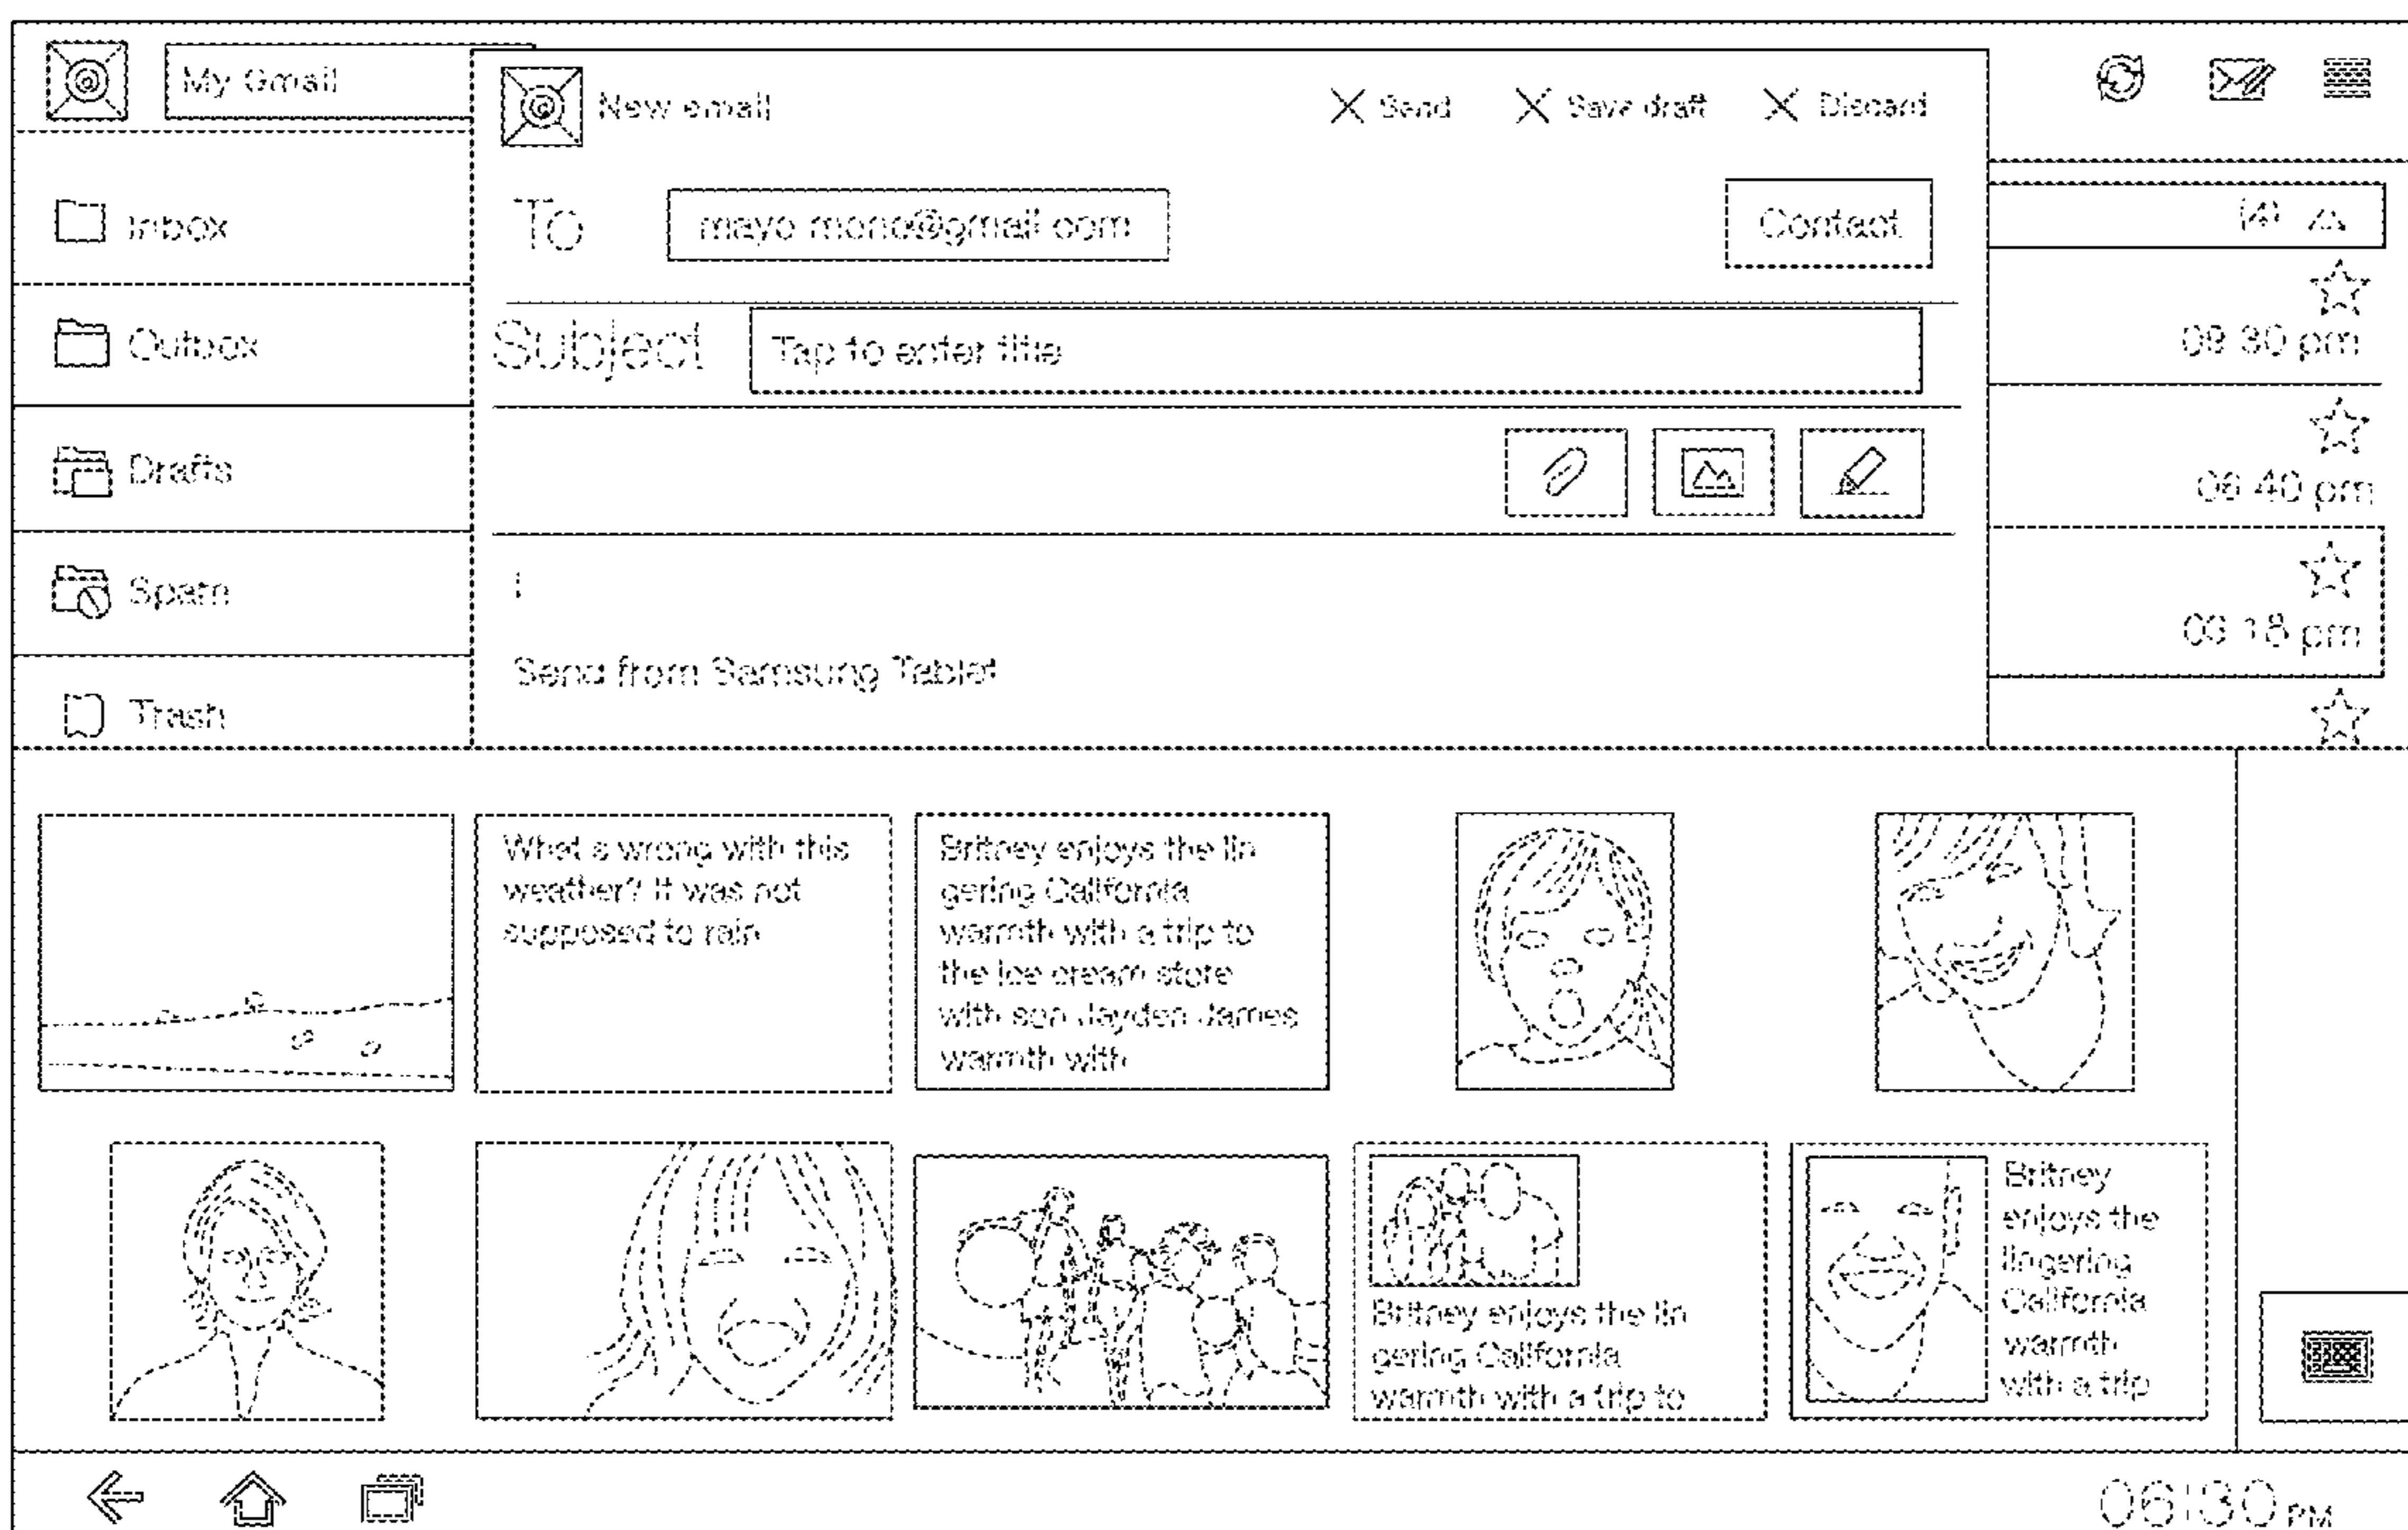 My Gmail
New email
Send
Save draft
Discard
Inbox
To
mayo mono@gmail com
Contact
(4)
Outbox
Subject
Tap to enter title
09 30 pm
Drafts
06 40 pm
Spam
03 18 pm
Send from Samsung Tablet
Trash
What s wrong with this
weather? It was not
supposed to rain
Britney enjoys the lin
gering California
warmth with a trip to
the ice cream store
with son Jayden James
warmth with
Britney enjoys the lin
gering California
warmth with a trip to
Britney
enjoys the
lingering
California
warmth
with a trip
06:30 PM